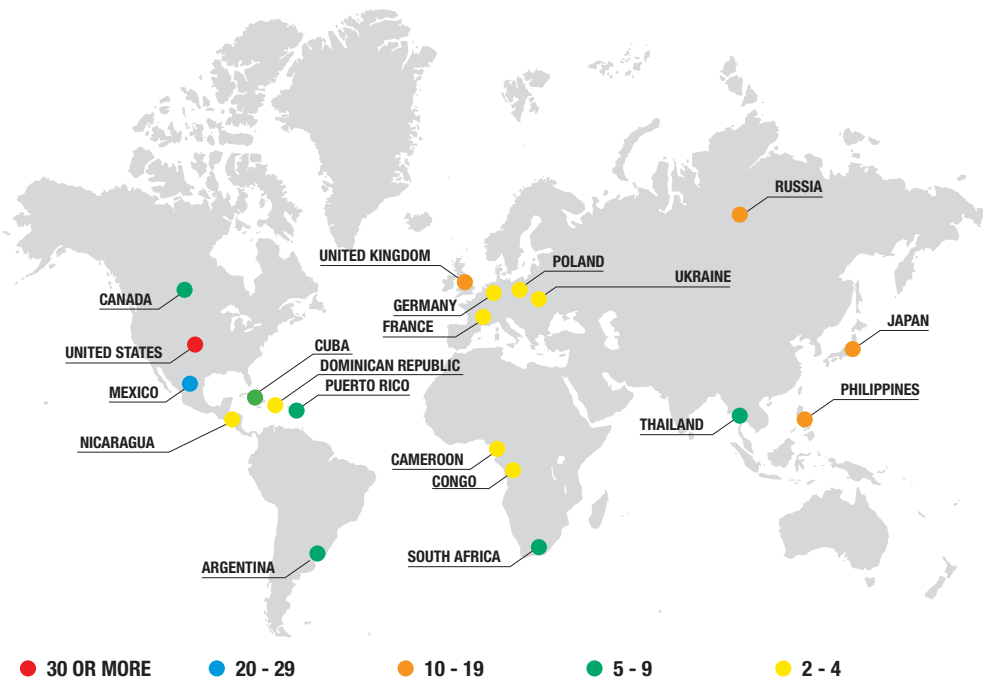 RUSSIA
UNITED KINGDOM
POLAND
UKRAINE
CANADA
GERMANY
FRANCE
JAPAN
UNITED STATES
CUBA
DOMINICAN REPUBLIC
PUERTO RICO
MEXICO
PHILIPPINES
THAILAND
NICARAGUA
CAMEROON
CONGO
SOUTH AFRICA
ARGENTINA
30 OR MORE
20 - 29
10 - 19
5 - 9
2 - 4